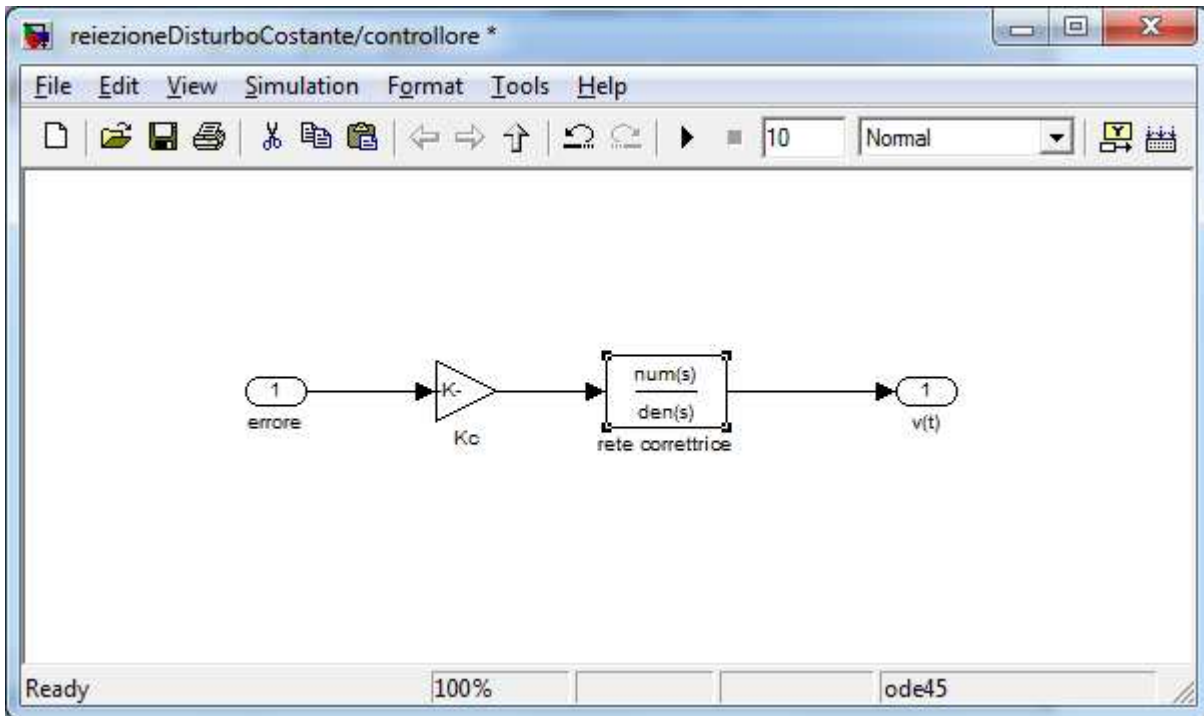 reiezioneDisturboCostante/controllore *
File Edit View Simulation Format Tools Help
10 Normal
1
errore
K-
Kc
num(s)
den(s)
rete correttrice
1
v(t)
Ready 100% ode45